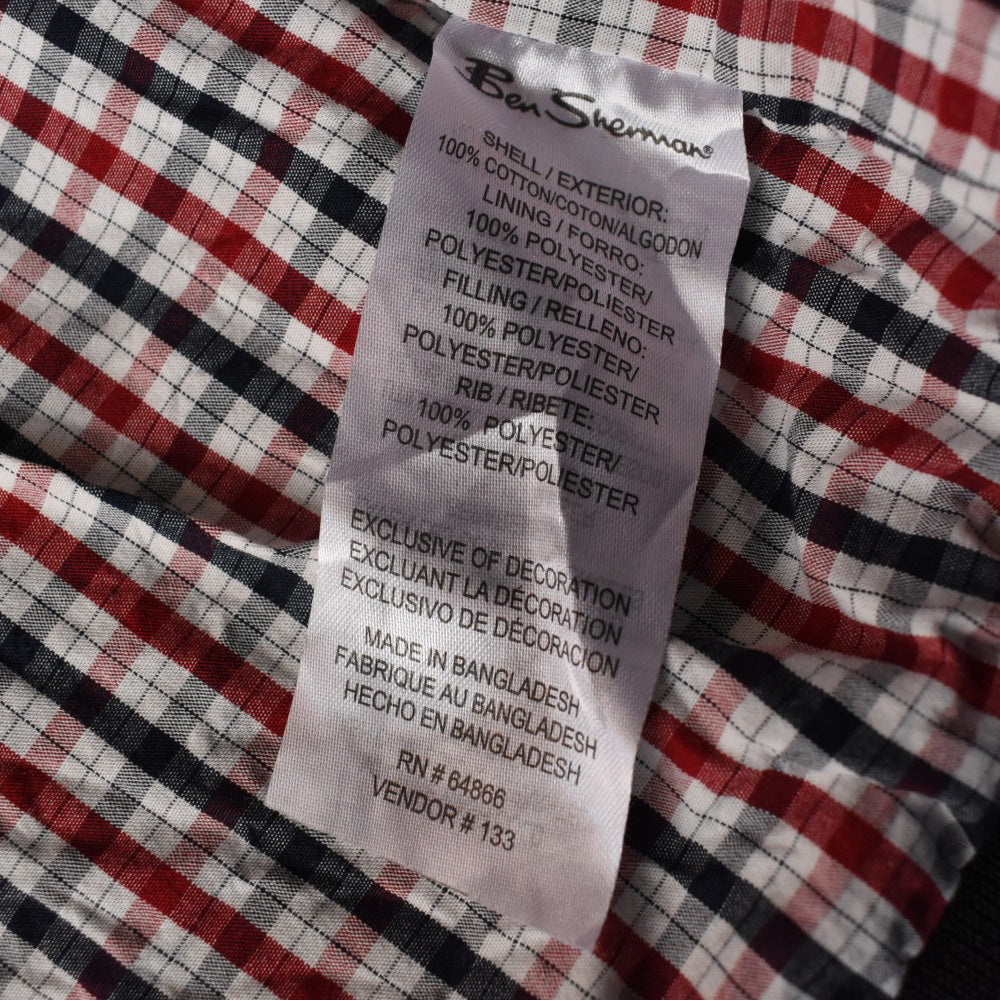 Ben Sherman®
SHELL / EXTERIOR:
100% COTTON/COTON/ALGODON
LINING / FORRO:
100% POLYESTER/
POLYESTER/POLIESTER
FILLING / RELLENO:
100% POLYESTER/
POLYESTER/POLIESTER
RIB / RIBETE:
100% POLYESTER/
POLYESTER/POLIESTER
EXCLUSIVE OF DECORATION
EXCLUANT LA DÉCORATION
EXCLUSIVO DE DÉCORACION
MADE IN BANGLADESH
FABRIQUE AU BANGLADESH
HECHO EN BANGLADESH
RN # 64866
VENDOR # 133